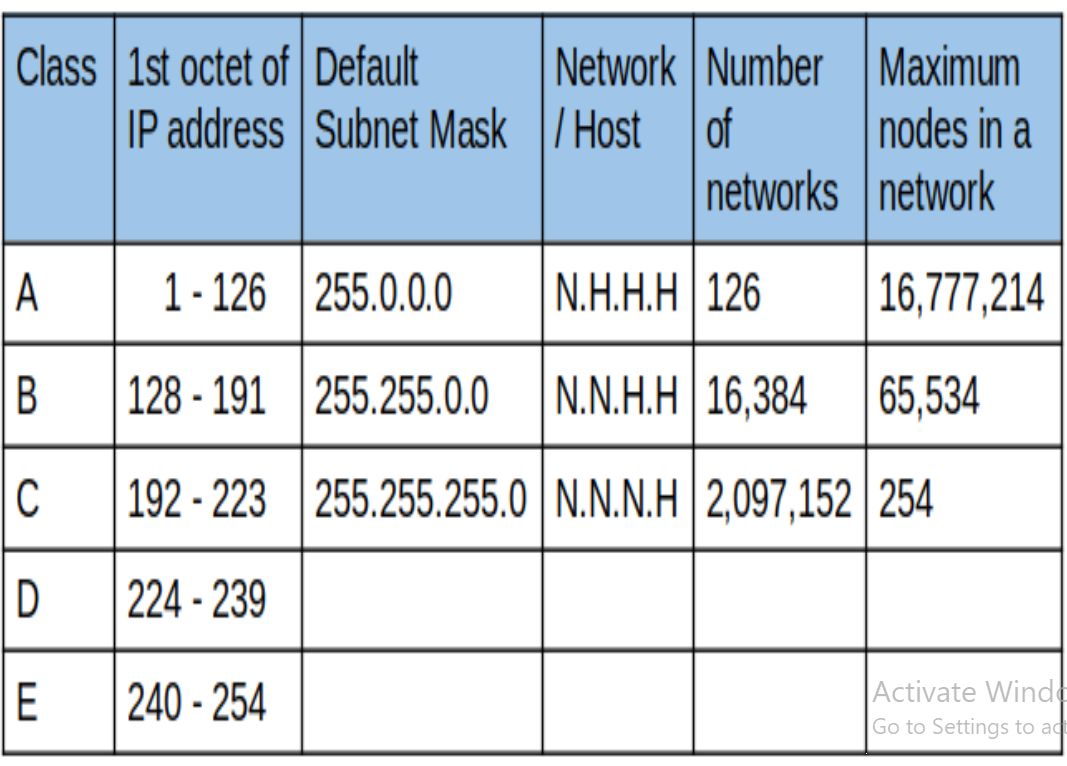 Class 1st octet of IP address Default Subnet Mask Network / Host Number of networks Maximum nodes in a network
A 1 - 126 255.0.0.0 N.H.H.H 126 16,777,214
B 128 - 191 255.255.0.0 N.N.H.H 16,384 65,534
C 192 - 223 255.255.255.0 N.N.N.H 2,097,152 254
D 224 - 239
E 240 - 254
Activate Windo
Go to Settings to act